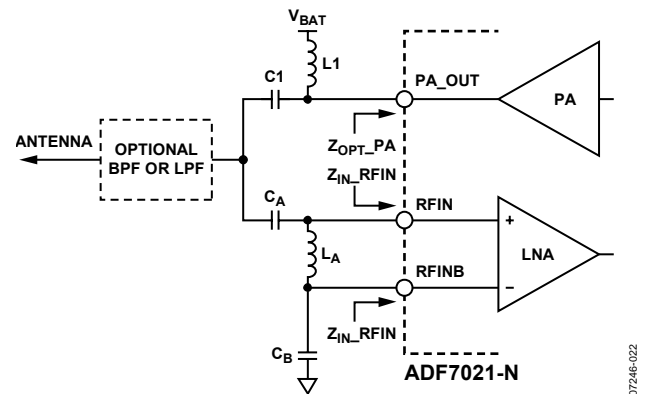 VBAT
L1
C1
PA_OUT
PA
ANTENNA
OPTIONAL
BPF OR LPF
ZOPT_PA
ZIN_RFIN
CA
RFIN
+
LA
LNA
RFINB
−
ZIN_RFIN
CB
ADF7021-N
07246-022